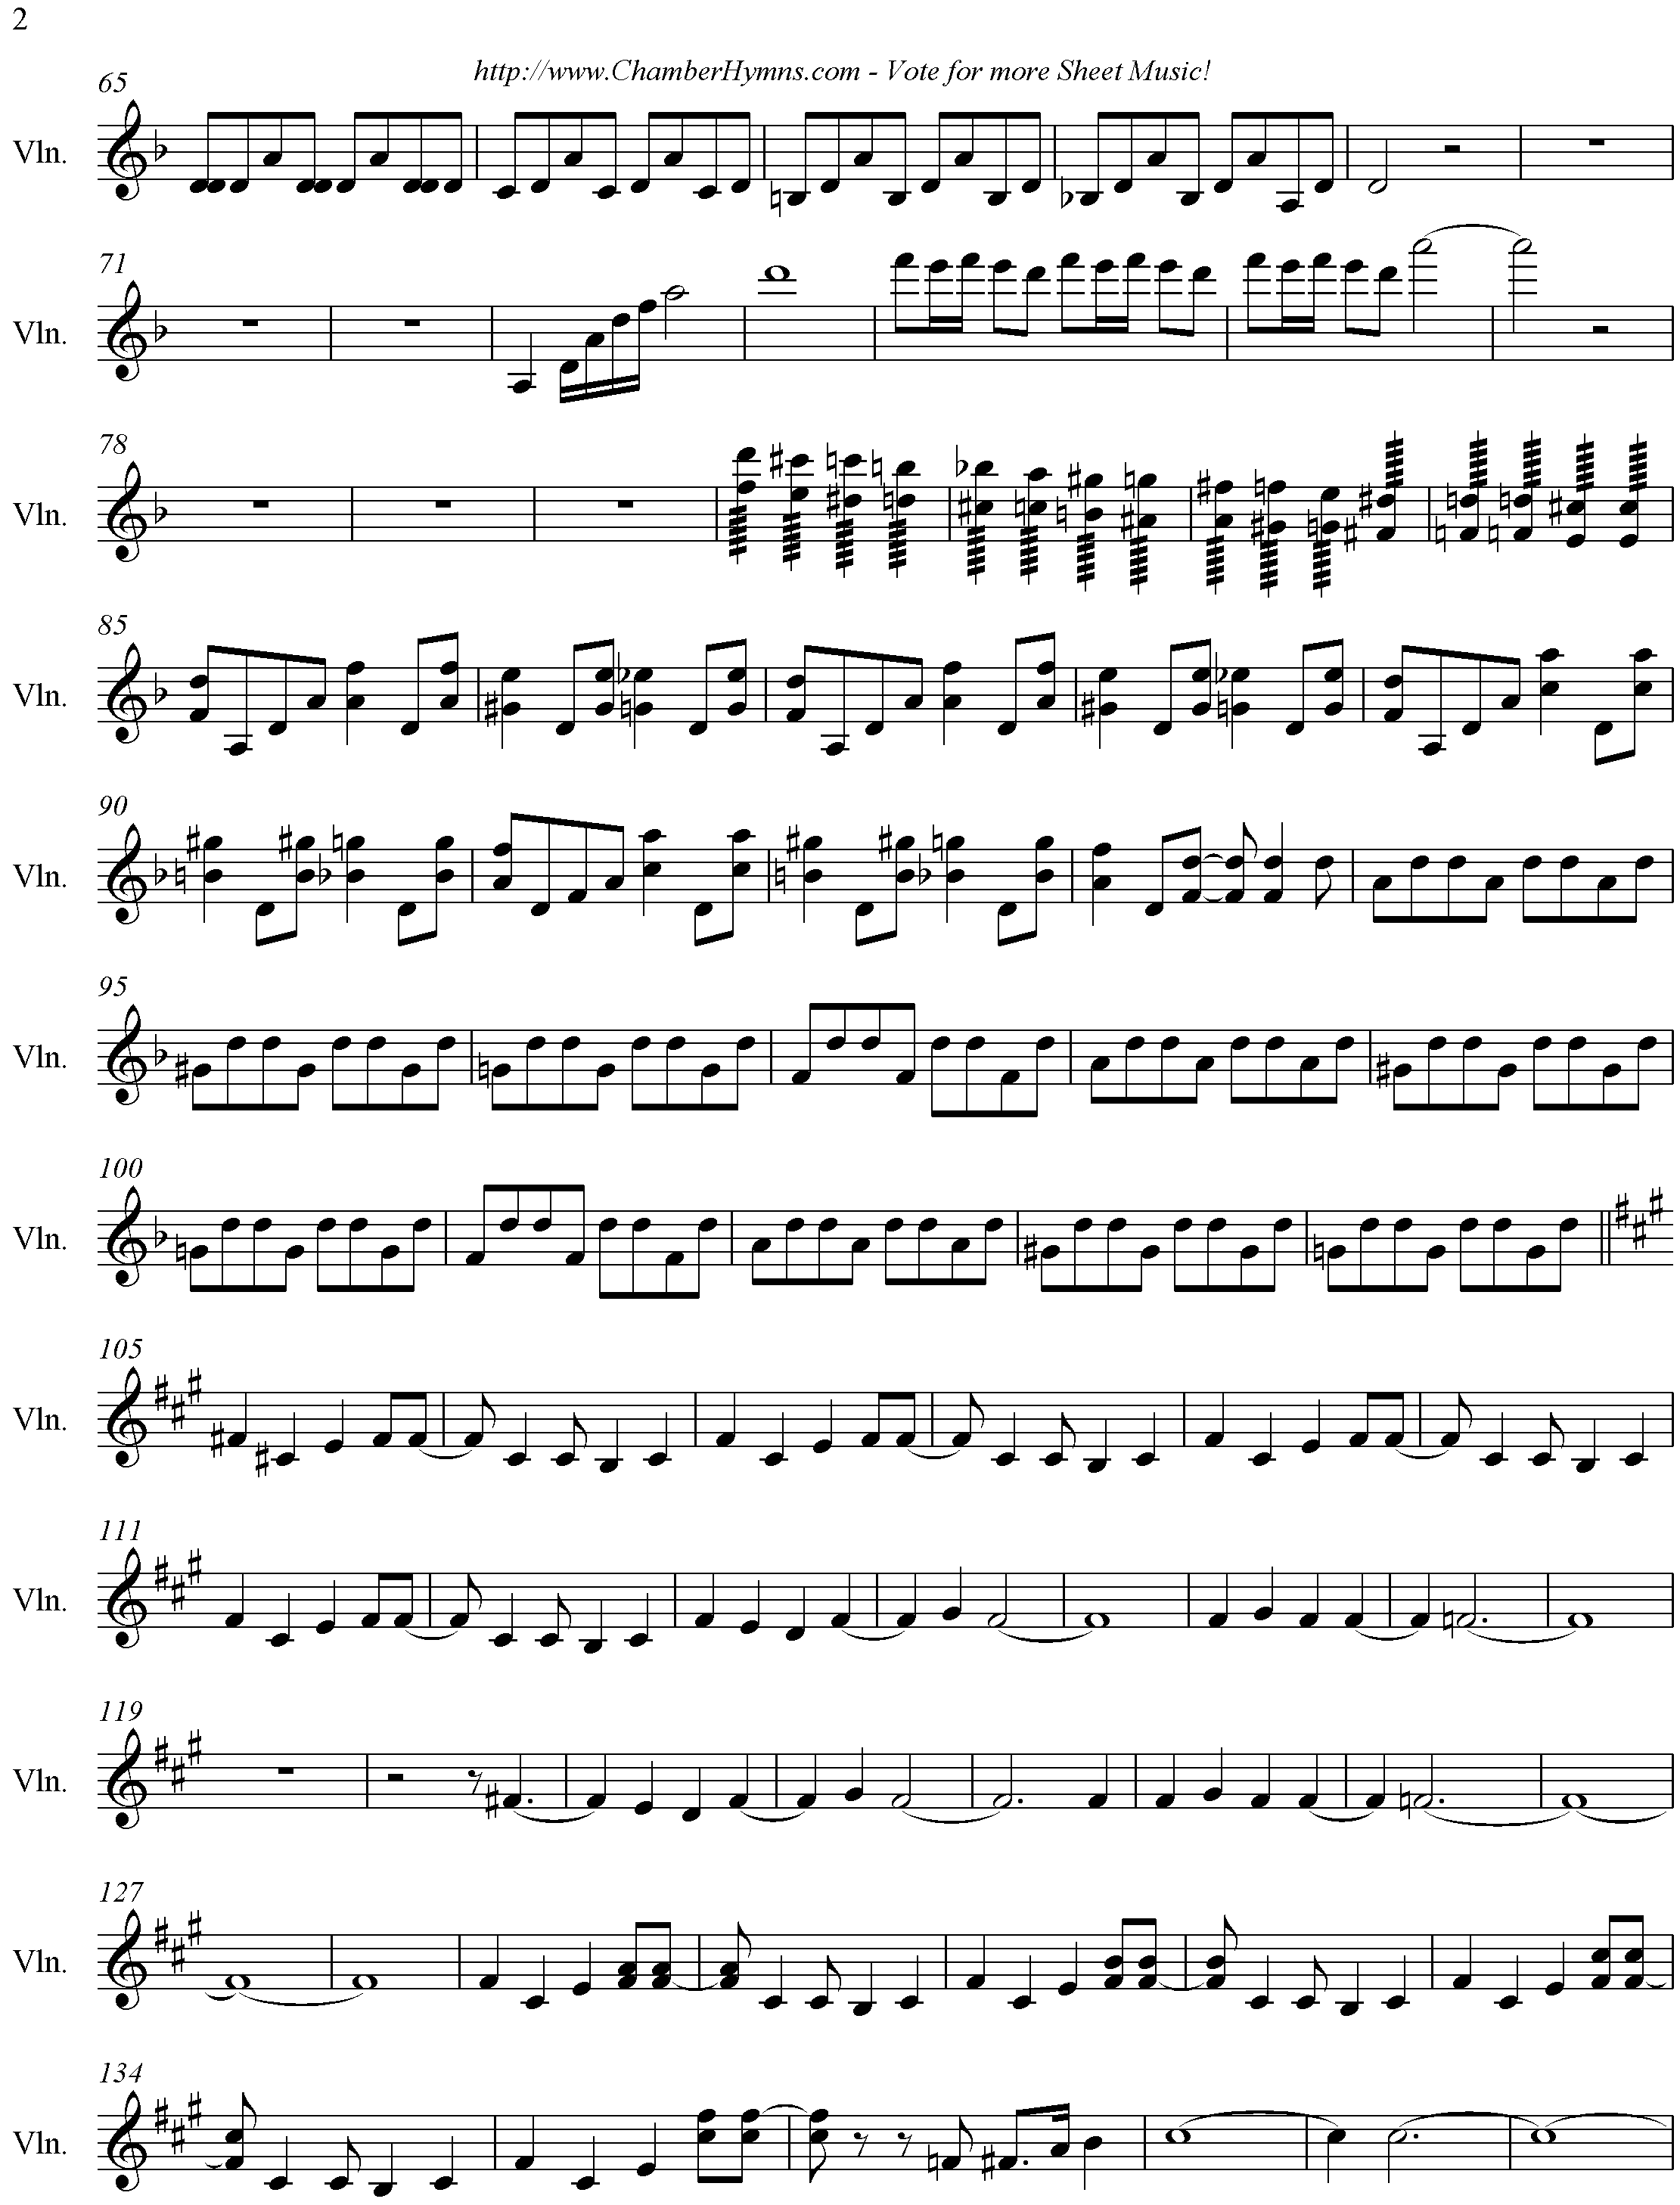 2
http://www.ChamberHymns.com - Vote for more Sheet Music!
65
Vln.
71
Vln.
78
Vln.
85
Vln.
90
Vln.
95
Vln.
100
Vln.
105
Vln.
111
Vln.
119
Vln.
127
Vln.
134
Vln.